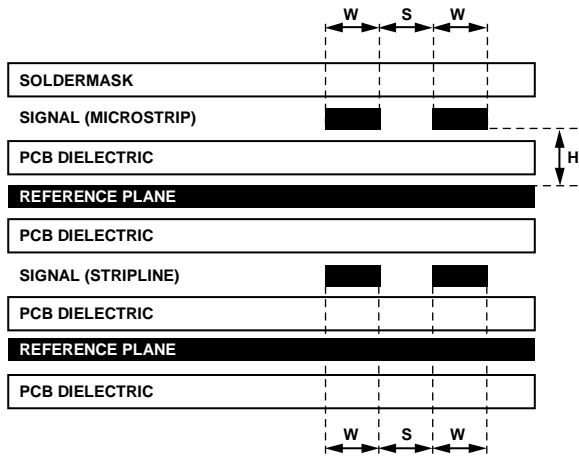 W S W
SOLDERMASK
SIGNAL (MICROSTRIP)
H
PCB DIELECTRIC
REFERENCE PLANE
PCB DIELECTRIC
SIGNAL (STRIPLINE)
PCB DIELECTRIC
REFERENCE PLANE
PCB DIELECTRIC
W S W